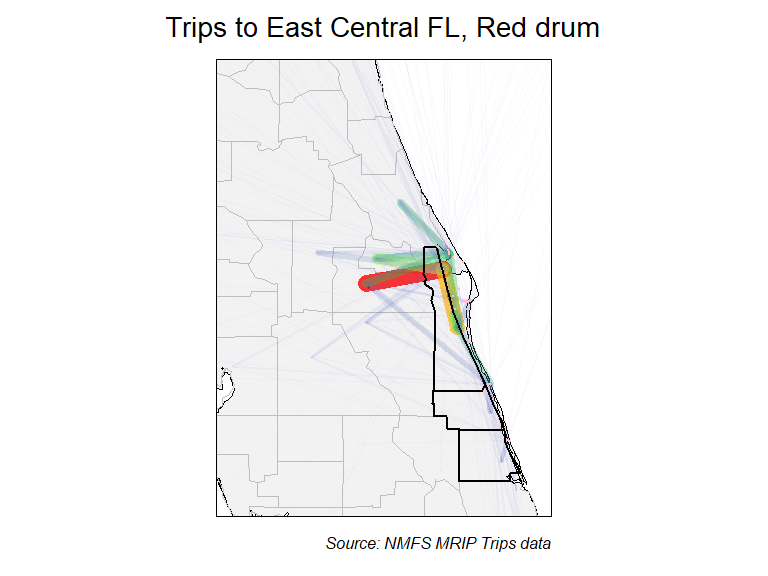 Trips to East Central FL, Red drum
Source: NMFS MRIP Trips data